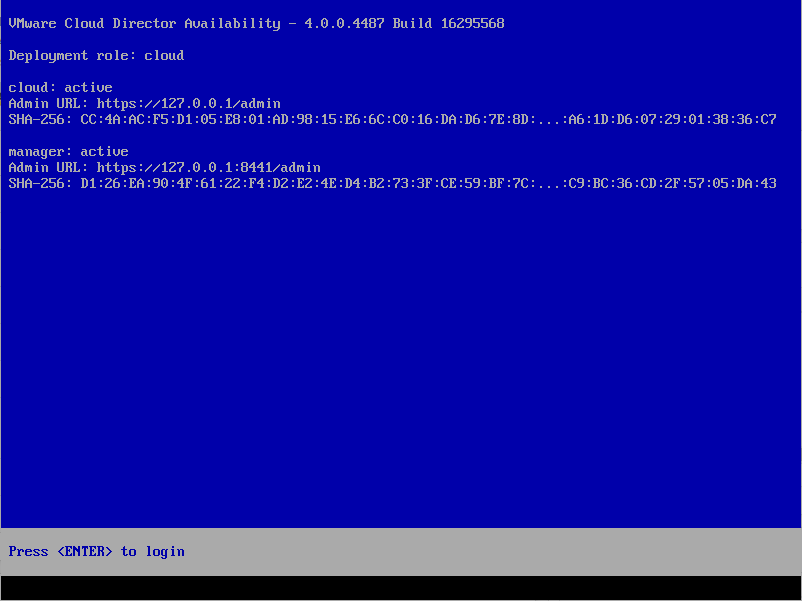 VMware Cloud Director Availability - 4.0.0.4487 Build 16295568
Deployment role: cloud
cloud: active
Admin URL: https://127.0.0.1/admin
SHA-256: CC:4A:AC:F5:D1:05:E8:01:AD:98:15:E6:6C:C0:16:DA:D6:7E:8D:...:A6:1D:D6:07:29:01:38:36:C7
manager: active
Admin URL: https://127.0.0.1:8441/admin
SHA-256: D1:26:EA:90:4F:61:22:F4:D2:E2:4E:D4:B2:73:3F:CE:59:BF:7C:...:C9:BC:36:CD:2F:57:05:DA:43
Press <ENTER> to login